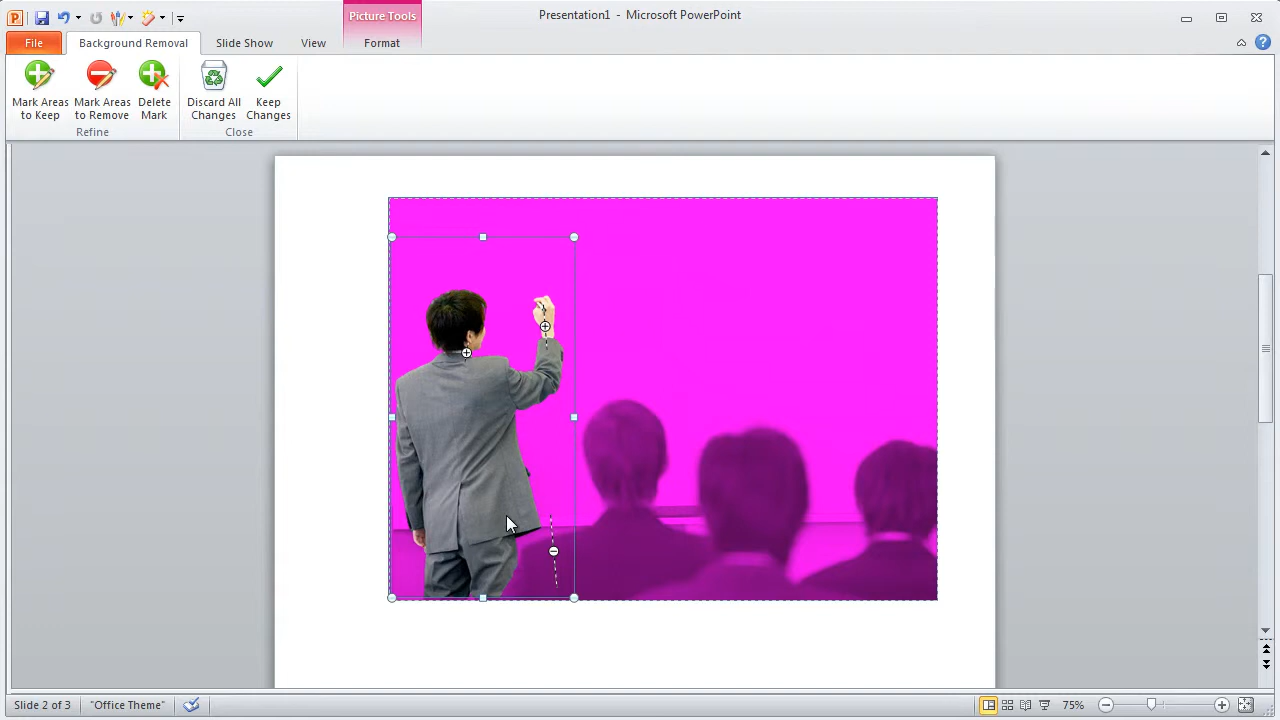 Picture Tools
Presentation1 - Microsoft PowerPoint
File
Background Removal
Slide Show
View
Format
Mark Areas to Keep
Mark Areas to Remove
Delete Mark
Discard All Changes
Keep Changes
Refine
Close
Slide 2 of 3
"Office Theme"
75%